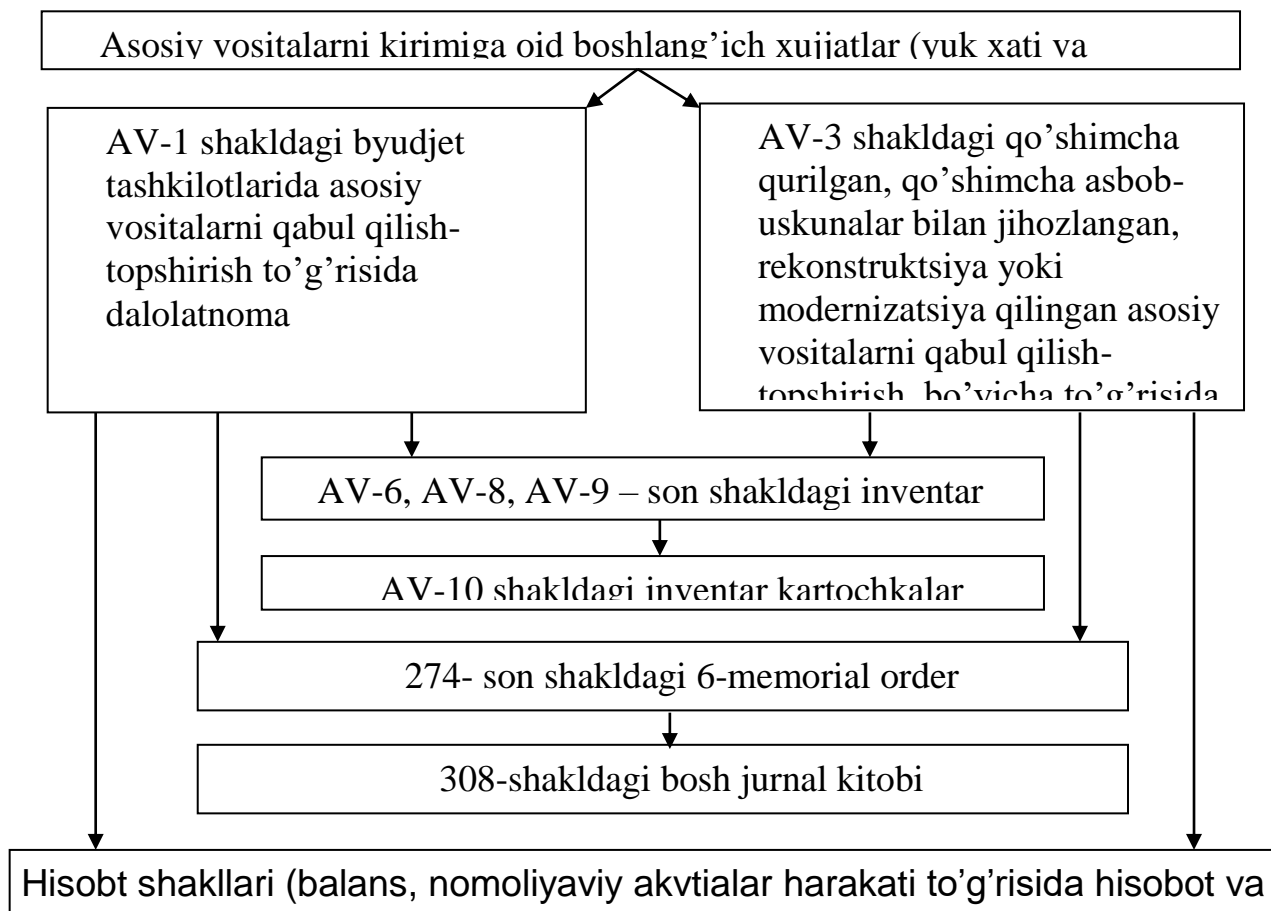 Asosiy vositalarni kirimiga oid boshlang’ich xujjatlar (yuk xati va
AV-1 shakldagi byudjet
tashkilotlarida asosiy
vositalarni qabul qilish-
topshirish to’g’risida
dalolatnoma
AV-3 shakldagi qo’shimcha
qurilgan, qo’shimcha asbob-
uskunalar bilan jihozlangan,
rekonstruktsiya yoki
modernizatsiya qilingan asosiy
vositalarni qabul qilish-
topshirish bo’yicha to’g’risida
AV-6, AV-8, AV-9 – son shakldagi inventar
AV-10 shakldagi inventar kartochkalar
274- son shakldagi 6-memorial order
308-shakldagi bosh jurnal kitobi
Hisobt shakllari (balans, nomoliyaviy akvtialar harakati to’g’risida hisobot va